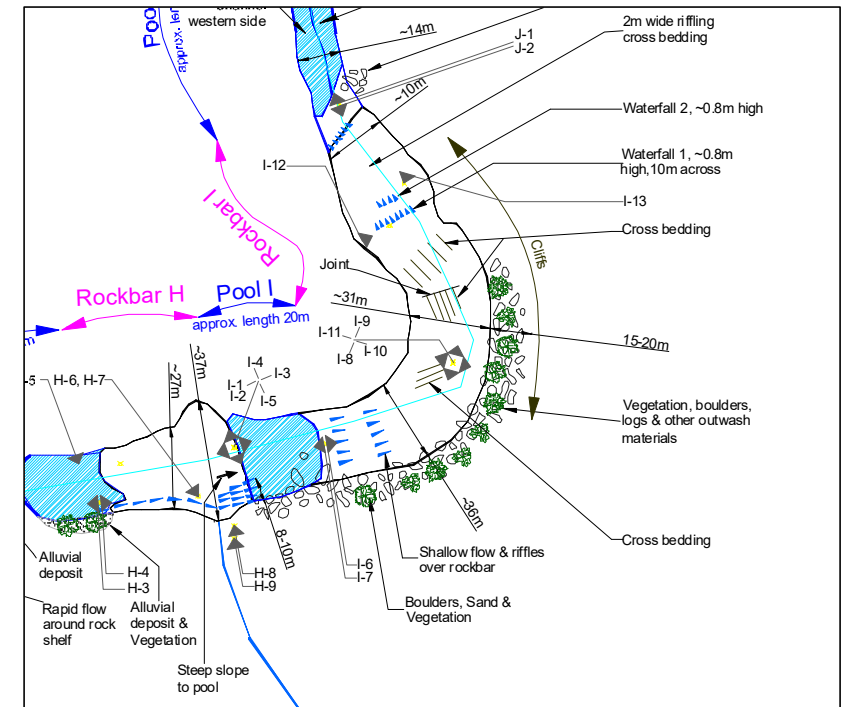 western side
Poo
approx. len
~14m
J-1
J-2
2m wide riffling
cross bedding
~10m
Waterfall 2, ~0.8m high
Waterfall 1, ~0.8m
high,10m across
I-12
I-13
Rockbar I
Cliffs
Cross bedding
Joint
Rockbar H
Pool I
approx. length 20m
~31m
15-20m
I-9
I-11
I-10
I-8
m
~37m
~27m
I-4
I-3
I-1
I-2
I-5
-5
H-6, H-7
Vegetation, boulders,
logs & other outwash
materials
~36m
8-10m
Cross bedding
Shallow flow & riffles
over rockbar
I-6
I-7
H-8
H-9
H-4
H-3
Alluvial
deposit
Rapid flow
around rock
shelf
Alluvial
deposit &
Vegetation
Boulders, Sand &
Vegetation
Steep slope
to pool